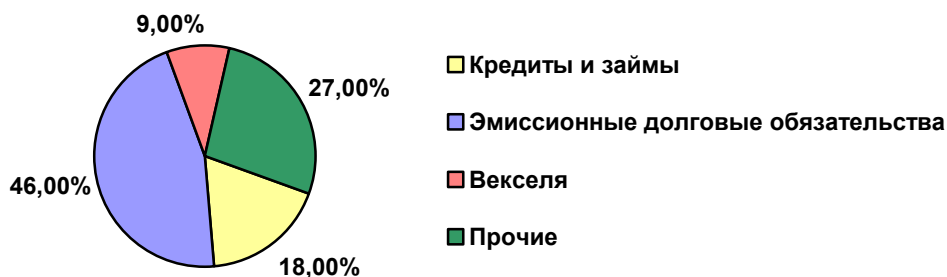 9,00%
27,00%
46,00%
18,00%
Кредиты и займы
Эмиссионные долговые обязательства
Векселя
Прочие